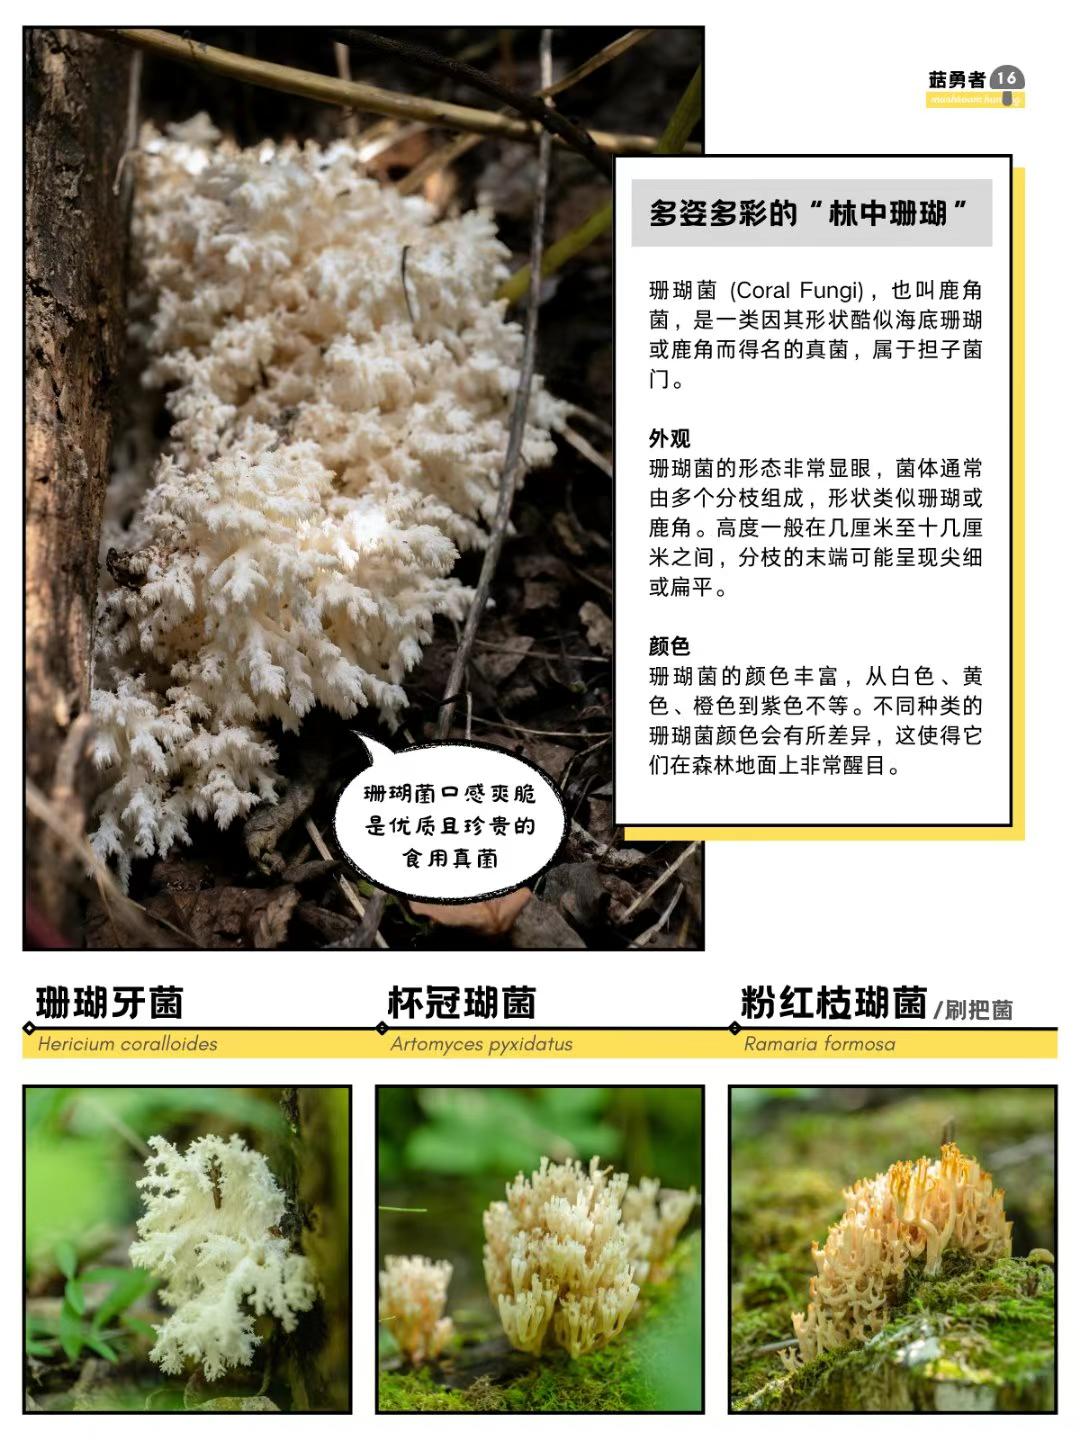 菇勇者 16
mushroom hunting
多姿多彩的“林中珊瑚”
珊瑚菌 (Coral Fungi)，也叫鹿角
菌，是一类因其形状酷似海底珊瑚
或鹿角而得名的真菌，属于担子菌
门。
外观
珊瑚菌的形态非常显眼，菌体通常
由多个分枝组成，形状类似珊瑚或
鹿角。高度一般在几厘米至十几厘
米之间，分枝的末端可能呈现尖细
或扁平。
颜色
珊瑚菌的颜色丰富，从白色、黄
色、橙色到紫色不等。不同种类的
珊瑚菌颜色会有所差异，这使得它
们在森林地面上非常醒目。
珊瑚菌口感爽脆
是优质且珍贵的
食用真菌
珊瑚牙菌
Hericium coralloides
杯冠瑚菌
Artomyces pyxidatus
粉红枝瑚菌/刷把菌
Ramaria formosa